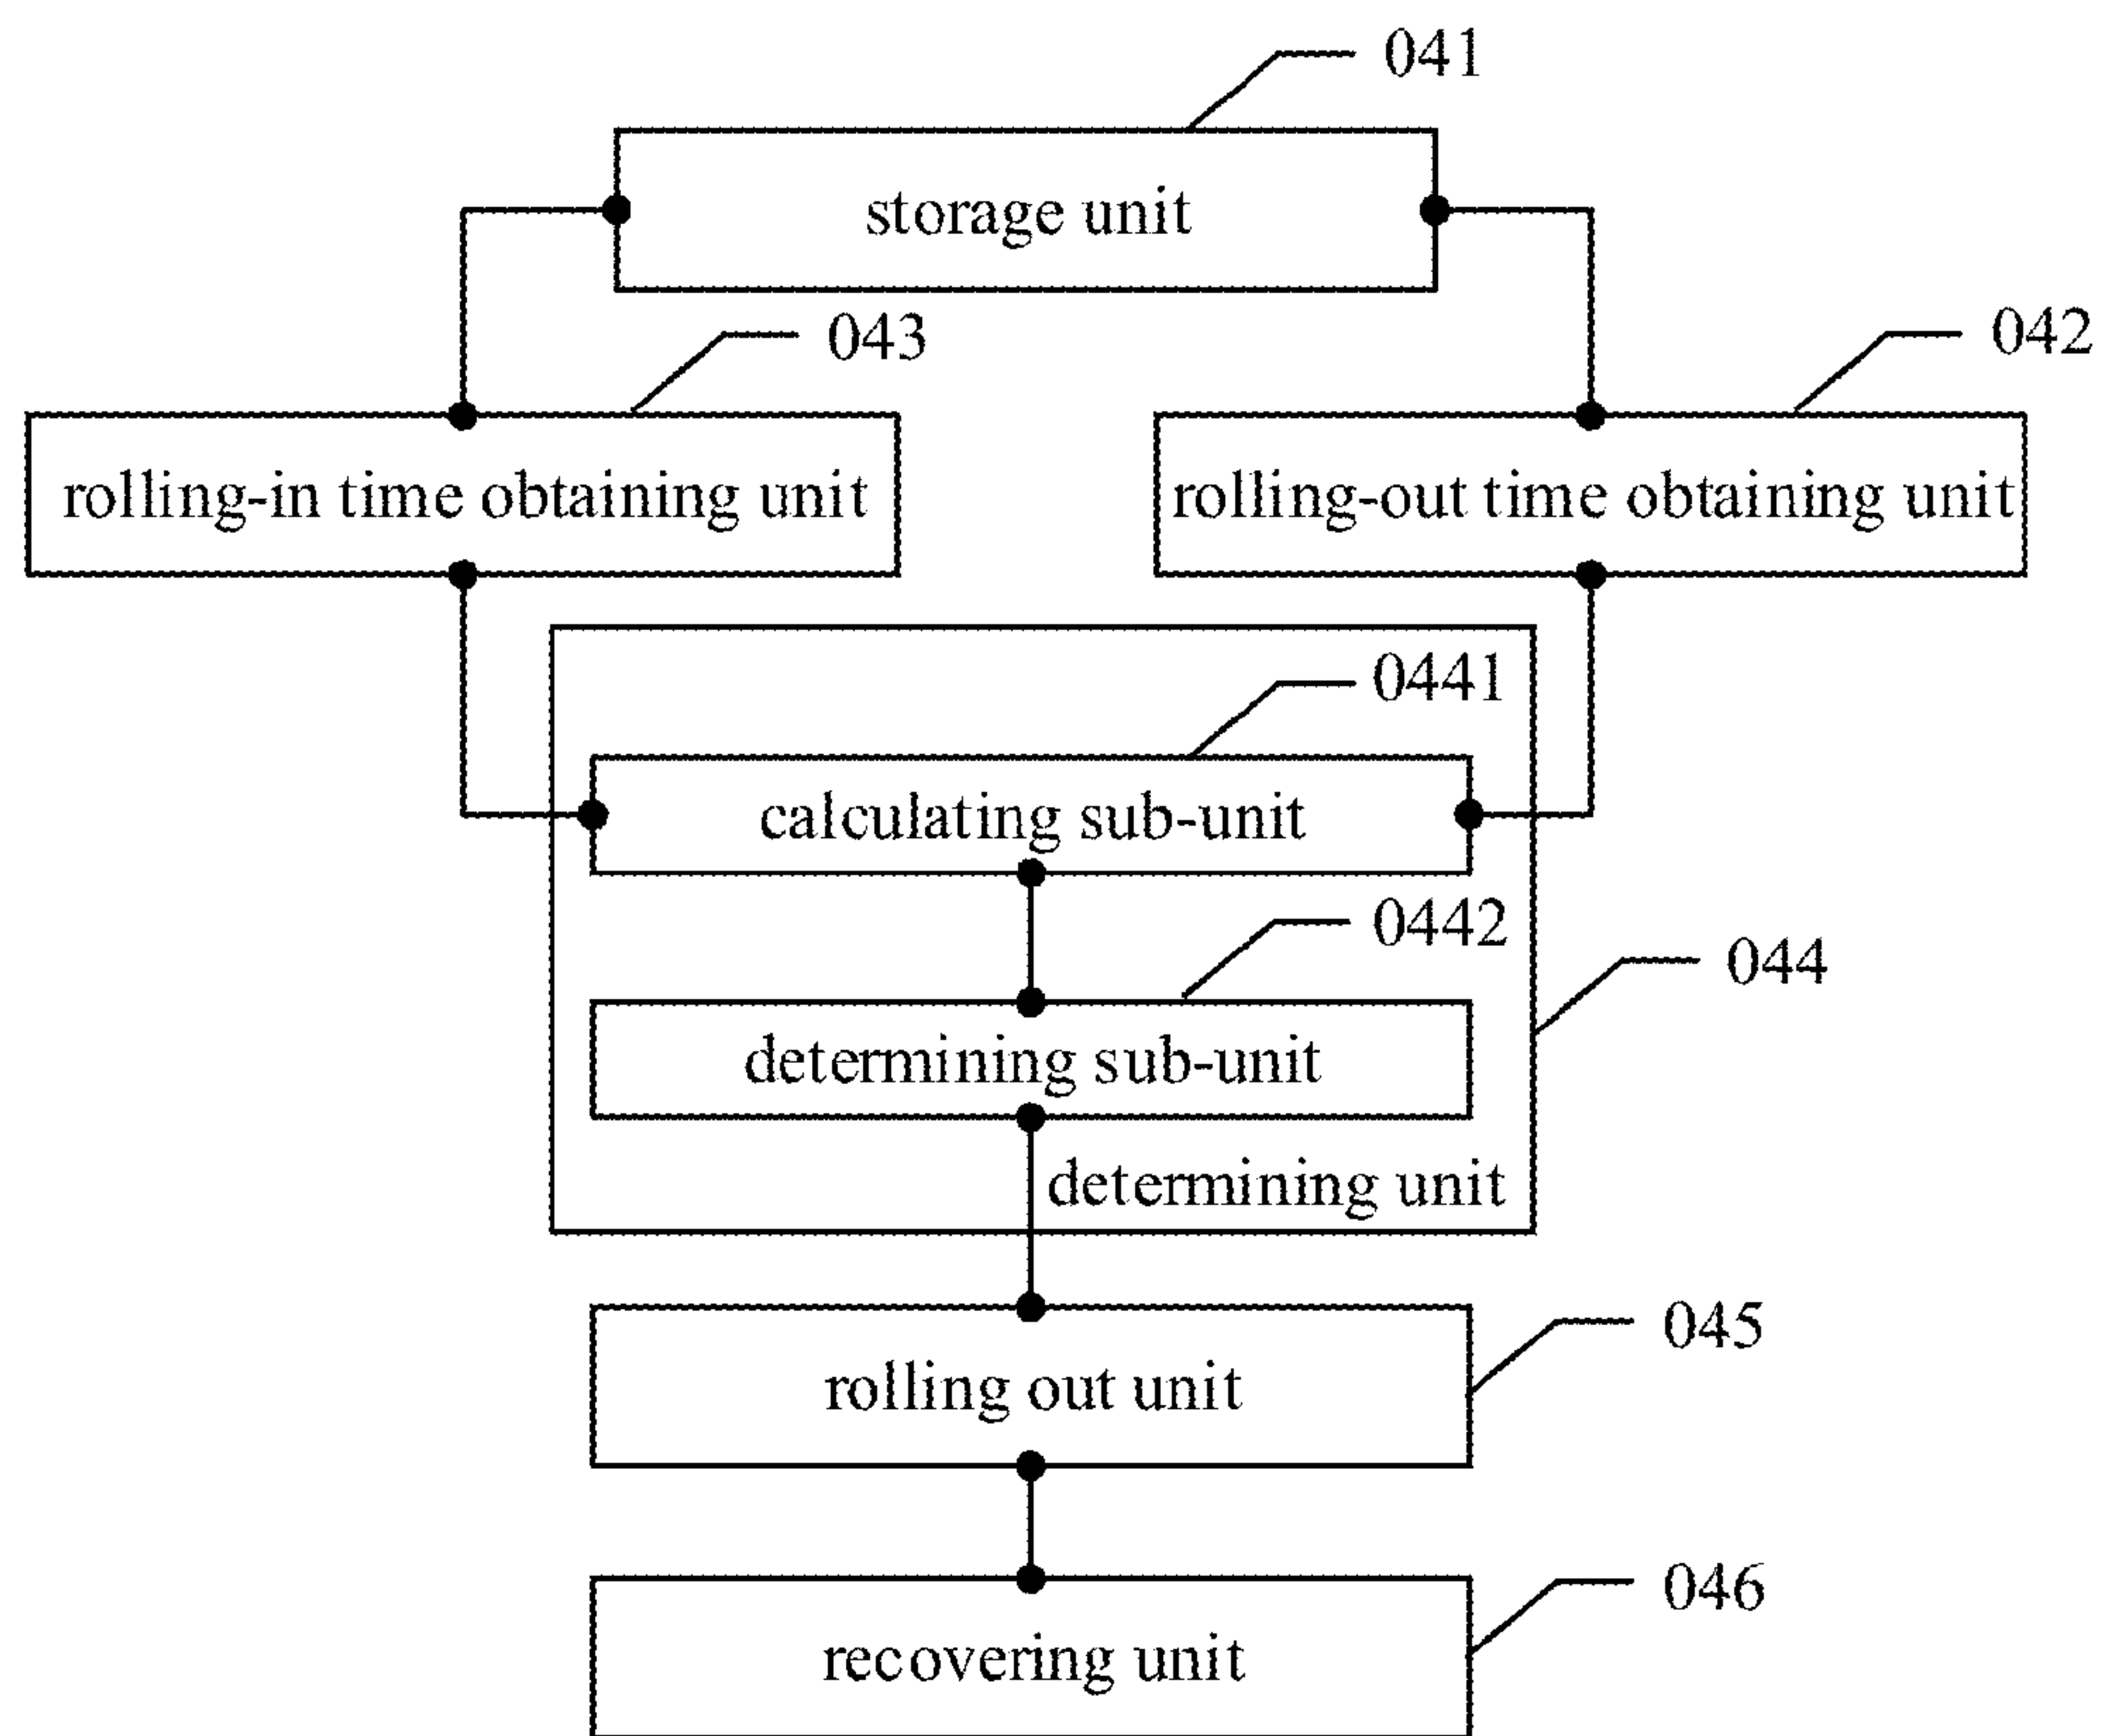 041
storage unit
043
042
rolling-in time obtaining unit
rolling-out time obtaining unit
0441
calculating sub-unit
0442
044
determining sub-unit
determining unit
045
rolling out unit
046
recovering unit